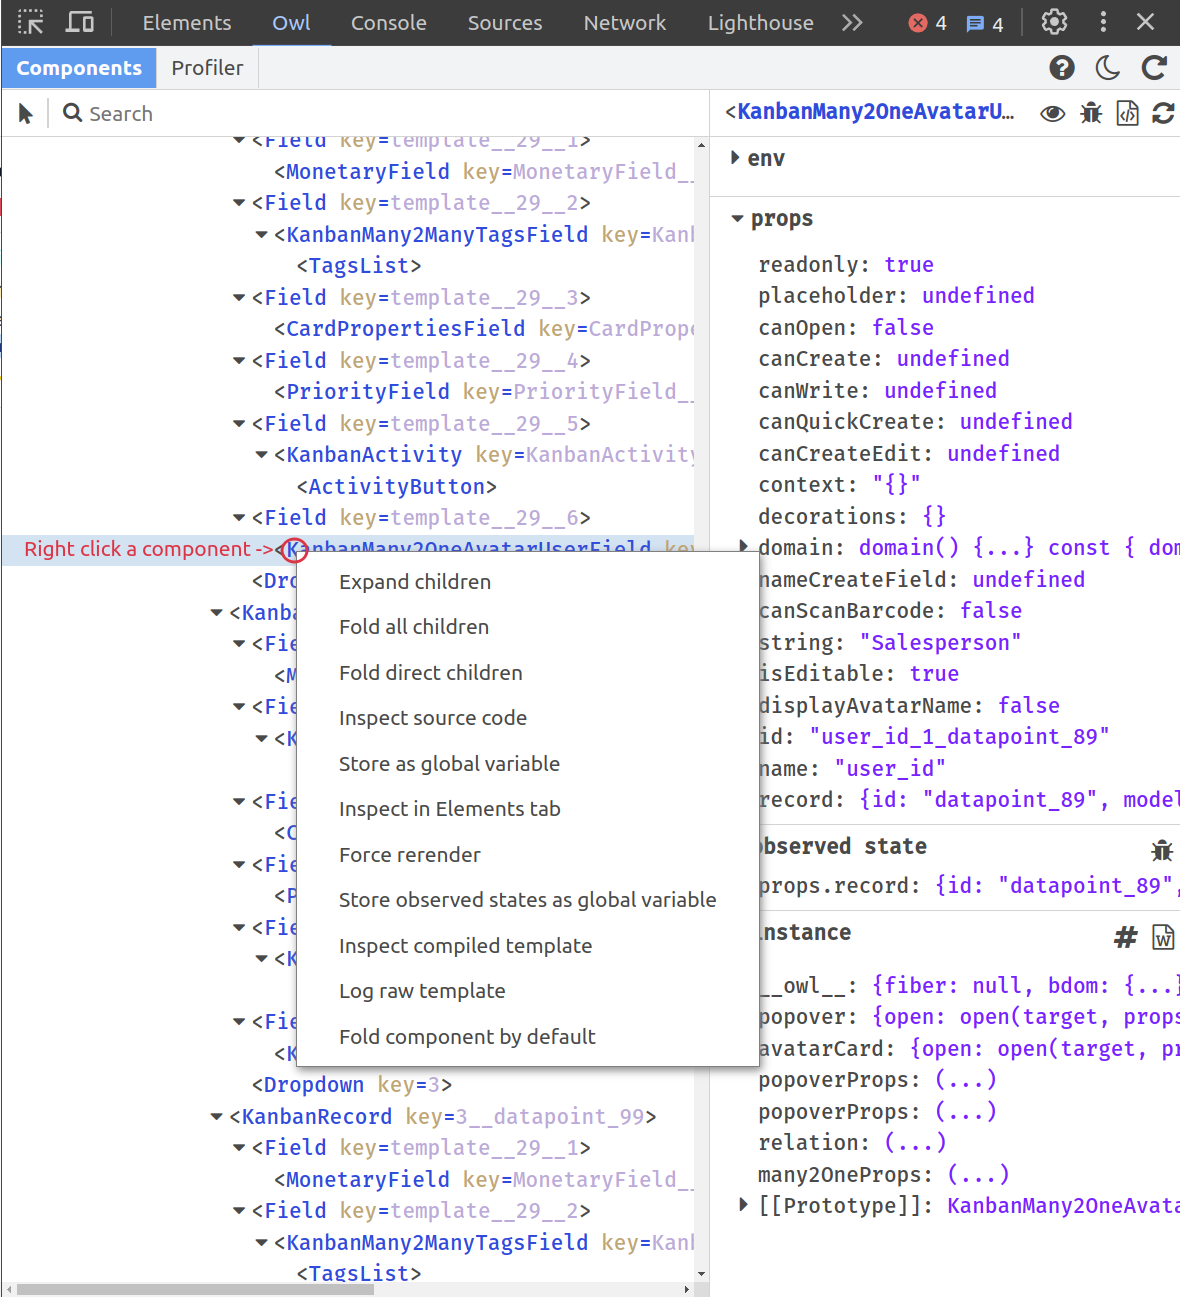 Elements Owl Console Sources Network Lighthouse 4 4
Components Profiler
Search
<Field key=template__29__1>
<MonetaryField key=MonetaryField__
<Field key=template__29__2>
<KanbanMany2ManyTagsField key=Kanb
<TagsList>
<Field key=template__29__3>
<CardPropertiesField key=CardPrope
<Field key=template__29__4>
<PriorityField key=PriorityField__
<Field key=template__29__5>
<KanbanActivity key=KanbanActivity
<ActivityButton>
<Field key=template__29__6>
Right click a component -><KanbanMany2OneAvatarUserField key
<Dro
<Kanba
<Fie
<M
<Fie
<K
<Fie
<C
<Fie
<P
<Fie
<K
<Fie
<K
<Dropdown key=3>
<KanbanRecord key=3__datapoint_99>
<Field key=template__29__1>
<MonetaryField key=MonetaryField__
<Field key=template__29__2>
<KanbanMany2ManyTagsField key=Kanb
<TagsList>
Expand children
Fold all children
Fold direct children
Inspect source code
Store as global variable
Inspect in Elements tab
Force rerender
Store observed states as global variable
Inspect compiled template
Log raw template
Fold component by default
<KanbanMany2OneAvatarU...
env
props
readonly: true
placeholder: undefined
canOpen: false
canCreate: undefined
canWrite: undefined
canQuickCreate: undefined
canCreateEdit: undefined
context: "{}"
decorations: {}
domain: domain() {...} const { dom
nameCreateField: undefined
canScanBarcode: false
string: "Salesperson"
isEditable: true
displayAvatarName: false
id: "user_id_1_datapoint_89"
name: "user_id"
record: {id: "datapoint_89", model
observed state
props.record: {id: "datapoint_89",
instance
__owl__: {fiber: null, bdom: {...}
popover: {open: open(target, props
avatarCard: {open: open(target, pr
popoverProps: (...)
popoverProps: (...)
relation: (...)
many2OneProps: (...)
[[Prototype]]: KanbanMany2OneAvata